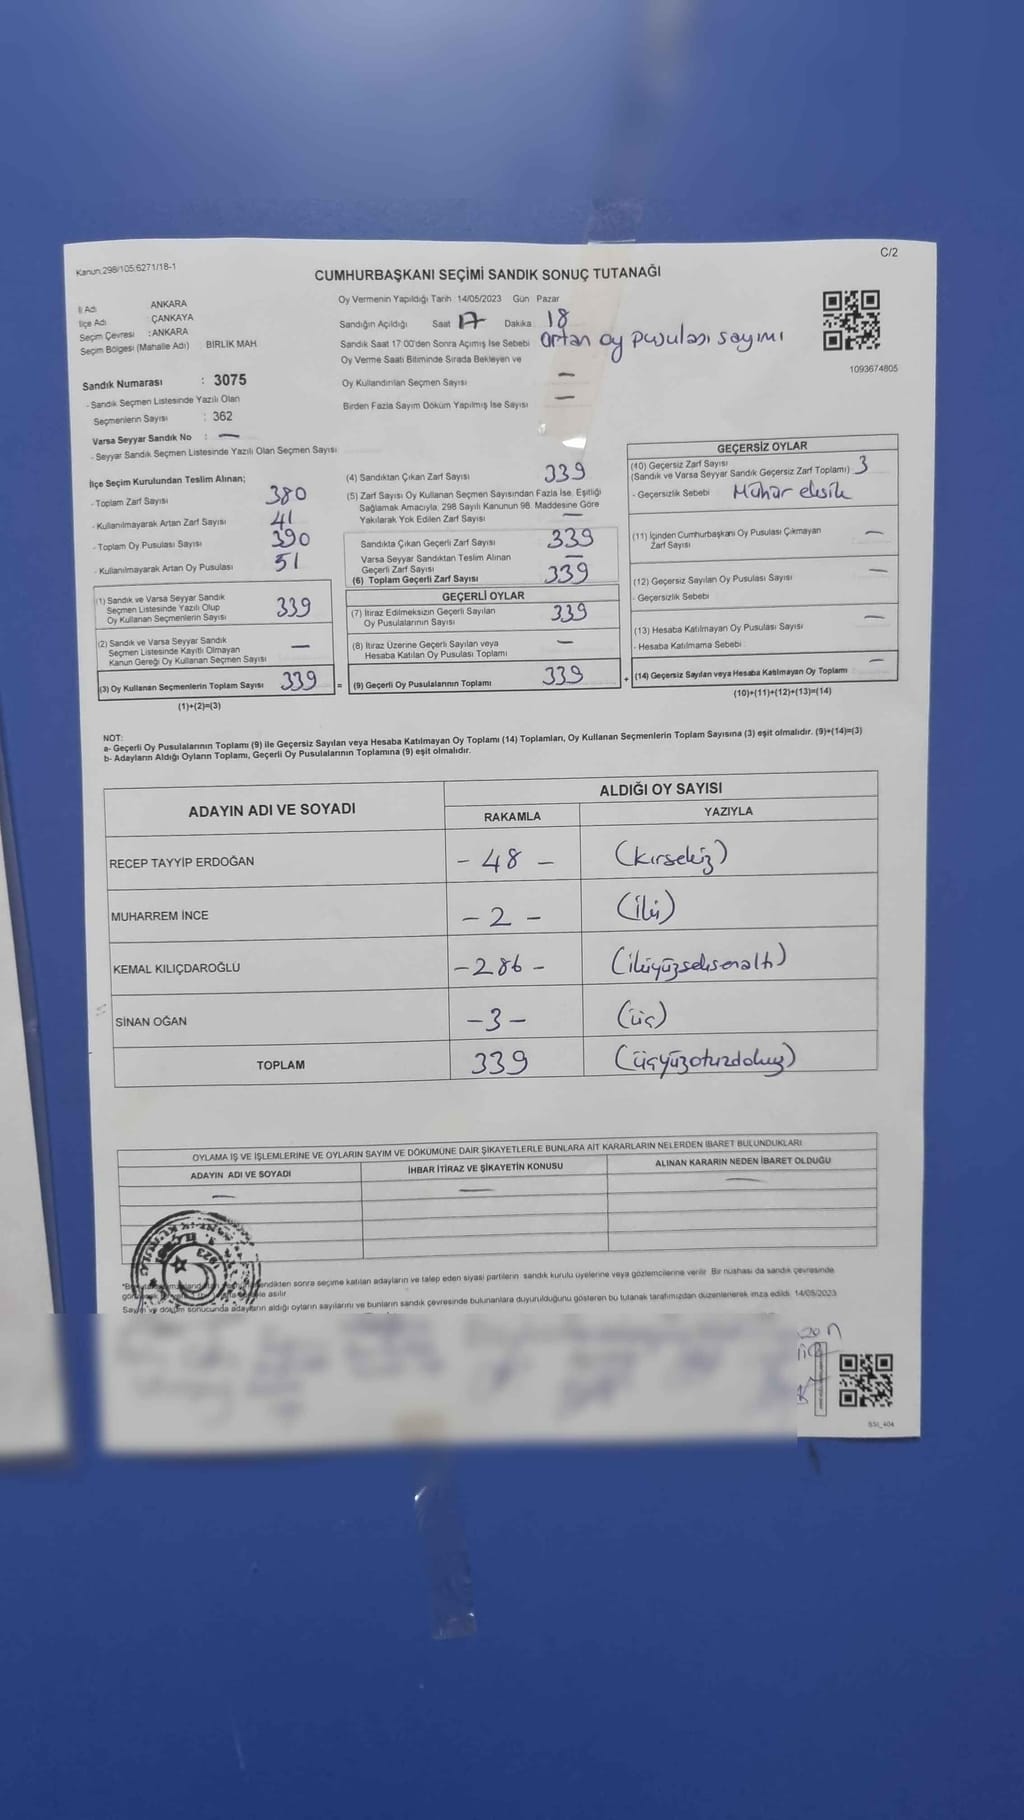 C/2
Kanun.298/105:6271/18-1
CUMHURBAŞKANI SEÇİMİ SANDIK SONUÇ TUTANAĞI
İl Adı ANKARA
İlçe Adı : ÇANKAYA
Seçim Çevresi : ANKARA
Seçim Bölgesi (Mahalle Adı) BİRLİK MAH
Sandık Numarası : 3075
- Sandık Seçmen Listesinde Yazılı Olan
Seçmenlerin Sayısı : 362
Varsa Seyyar Sandık No : —
- Seyyar Sandık Seçmen Listesinde Yazılı Olan Seçmen Sayısı
Oy Vermenin Yapıldığı Tarih 14/05/2023 Gün Pazar
Sandığın Açıldığı Saat 17 Dakika 18
Sandık Saat 17:00'den Sonra Açılmış İse Sebebi artan oy pusulası sayımı
Oy Verme Saati Bitiminde Sırada Bekleyen ve
Oy Kullandırılan Seçmen Sayısı —
Birden Fazla Sayım Döküm Yapılmış İse Sayısı —
1093674805
İlçe Seçim Kurulundan Teslim Alınan;
- Toplam Zarf Sayısı 380
- Kullanılmayarak Artan Zarf Sayısı 41
- Toplam Oy Pusulası Sayısı 390
- Kullanılmayarak Artan Oy Pusulası 51
(1) Sandık ve Varsa Seyyar Sandık
Seçmen Listesinde Yazılı Olup
Oy Kullanan Seçmenlerin Sayısı 339
(2) Sandık ve Varsa Seyyar Sandık
Seçmen Listesinde Kayıtlı Olmayan
Kanun Gereği Oy Kullanan Seçmen Sayısı —
(3) Oy Kullanan Seçmenlerin Toplam Sayısı 339 =
(1)+(2)=(3)
(4) Sandıktan Çıkan Zarf Sayısı 339
(5) Zarf Sayısı Oy Kullanan Seçmen Sayısından Fazla İse, Eşitliği
Sağlamak Amacıyla, 298 Sayılı Kanunun 98. Maddesine Göre
Yakılarak Yok Edilen Zarf Sayısı —
Sandıkta Çıkan Geçerli Zarf Sayısı 339
Varsa Seyyar Sandıktan Teslim Alınan
Geçerli Zarf Sayısı —
(6) Toplam Geçerli Zarf Sayısı 339
GEÇERLİ OYLAR
(7) İtiraz Edilmeksizin Geçerli Sayılan
Oy Pusulalarının Sayısı 339
(8) İtiraz Üzerine Geçerli Sayılan veya
Hesaba Katılan Oy Pusulası Toplamı —
(9) Geçerli Oy Pusulalarının Toplamı 339 +
GEÇERSİZ OYLAR
(10) Geçersiz Zarf Sayısı
(Sandık ve Varsa Seyyar Sandık Geçersiz Zarf Toplamı) 3
- Geçersizlik Sebebi Mühür eksik
(11) İçinden Cumhurbaşkanı Oy Pusulası Çıkmayan
Zarf Sayısı —
(12) Geçersiz Sayılan Oy Pusulası Sayısı —
- Geçersizlik Sebebi
(13) Hesaba Katılmayan Oy Pusulası Sayısı —
- Hesaba Katılmama Sebebi
(14) Geçersiz Sayılan veya Hesaba Katılmayan Oy Toplamı —
(10)+(11)+(12)+(13)=(14)
NOT:
a- Geçerli Oy Pusulalarının Toplamı (9) ile Geçersiz Sayılan veya Hesaba Katılmayan Oy Toplamı (14) Toplamları, Oy Kullanan Seçmenlerin Toplam Sayısına (3) eşit olmalıdır. (9)+(14)=(3)
b- Adayların Aldığı Oyların Toplamı, Geçerli Oy Pusulalarının Toplamına (9) eşit olmalıdır.
ADAYIN ADI VE SOYADI
ALDIĞI OY SAYISI
RAKAMLA YAZIYLA
RECEP TAYYİP ERDOĞAN - 48 - (kırsekiz)
MUHARREM İNCE - 2 - (iki)
KEMAL KILIÇDAROĞLU - 286 - (ikiyüzseksenaltı)
SİNAN OĞAN - 3 - (üç)
TOPLAM 339 (üçyüzotuzdokuz)
OYLAMA İŞ VE İŞLEMLERİNE VE OYLARIN SAYIM VE DÖKÜMÜNE DAİR ŞİKAYETLERLE BUNLARA AİT KARARLARIN NELERDEN İBARET BULUNDUKLARI
ADAYIN ADI VE SOYADI İHBAR İTİRAZ VE ŞİKAYETİN KONUSU ALINAN KARARIN NEDEN İBARET OLDUĞU
— — —
sonra seçime katılan adayların ve talep eden siyasi partilerin sandık kurulu üyelerine veya gözlemcilerine verilir. Bir nüshası da sandık çevresinde
asılır
Sayım ve döküm sonucunda adayların aldığı oyların sayılarını ve bunların sandık çevresinde bulunanlara duyurulduğunu gösteren bu tutanak tarafımızdan düzenlenerek imza edildi. 14/05/2023